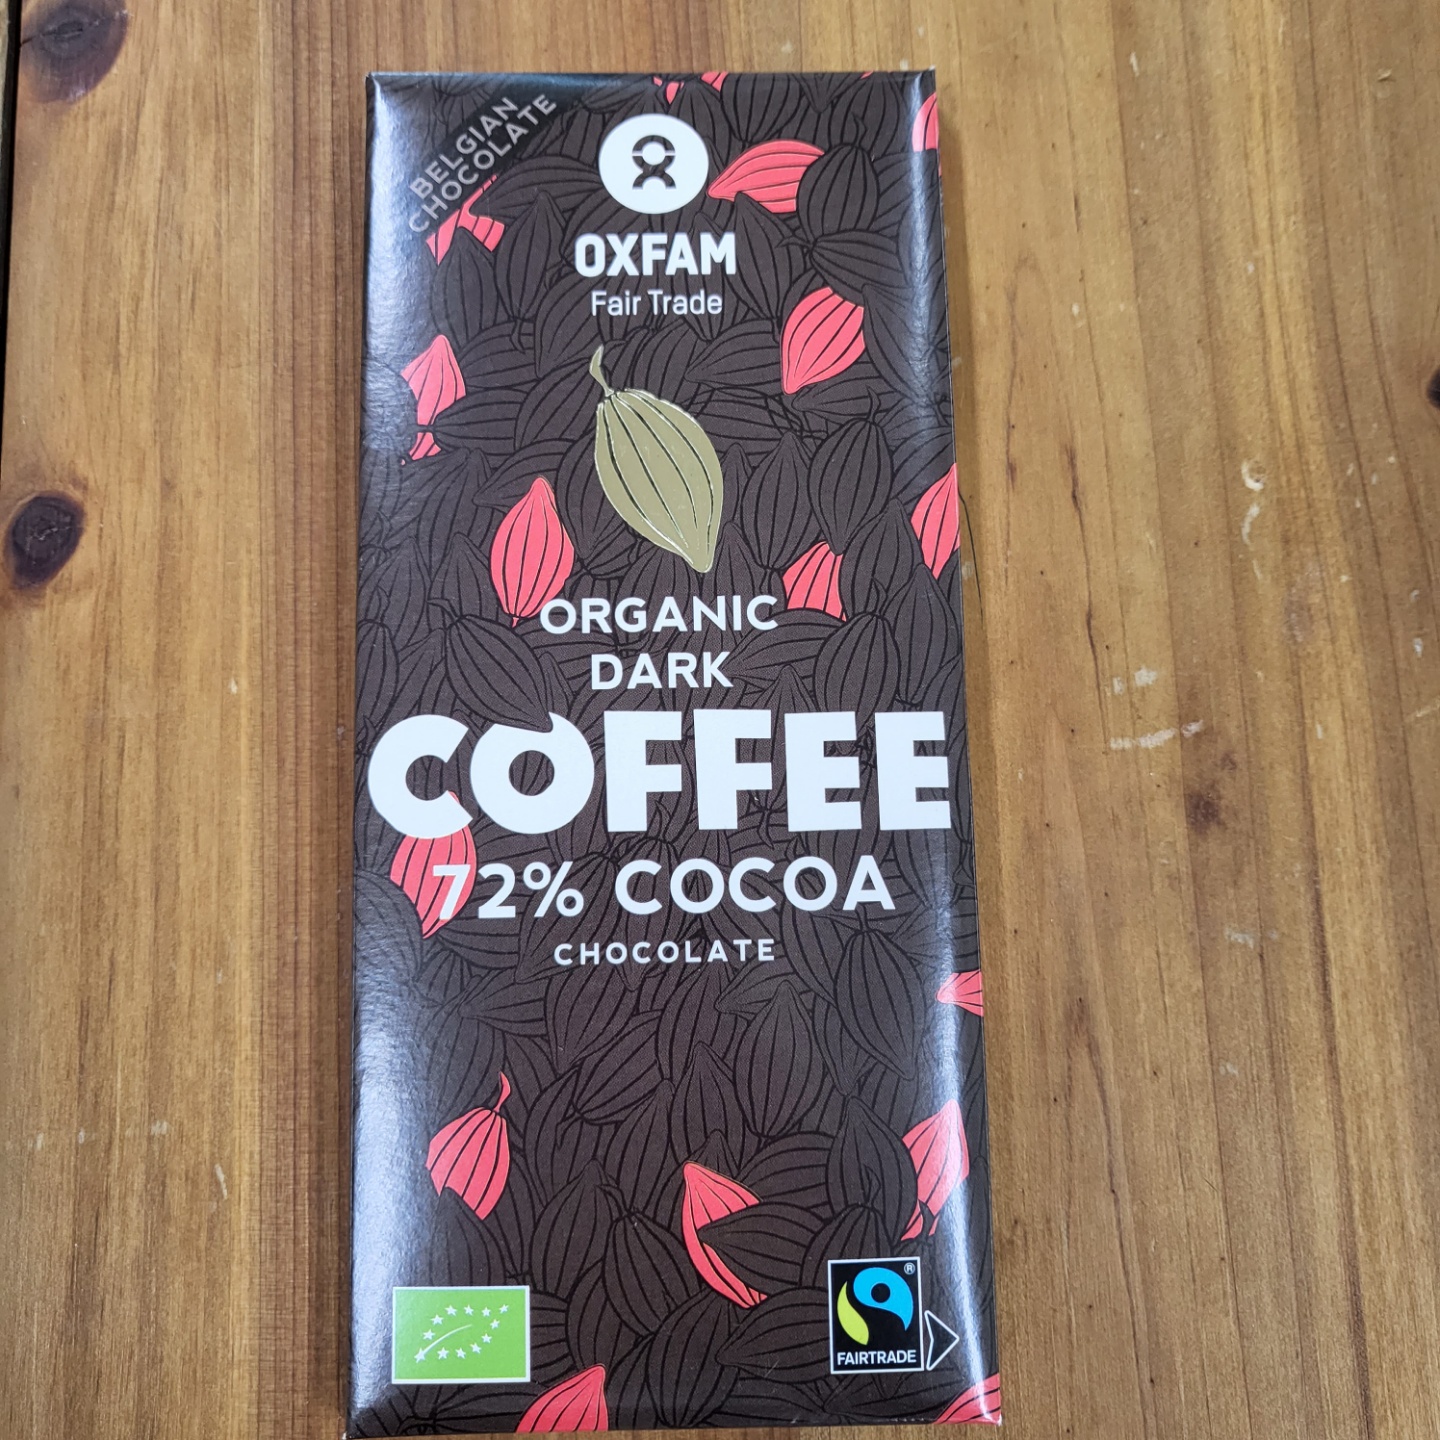 BELGIAN
CHOCOLATE
OXFAM
Fair Trade
ORGANIC
DARK
COFFEE
72% COCOA
CHOCOLATE
®
FAIRTRADE